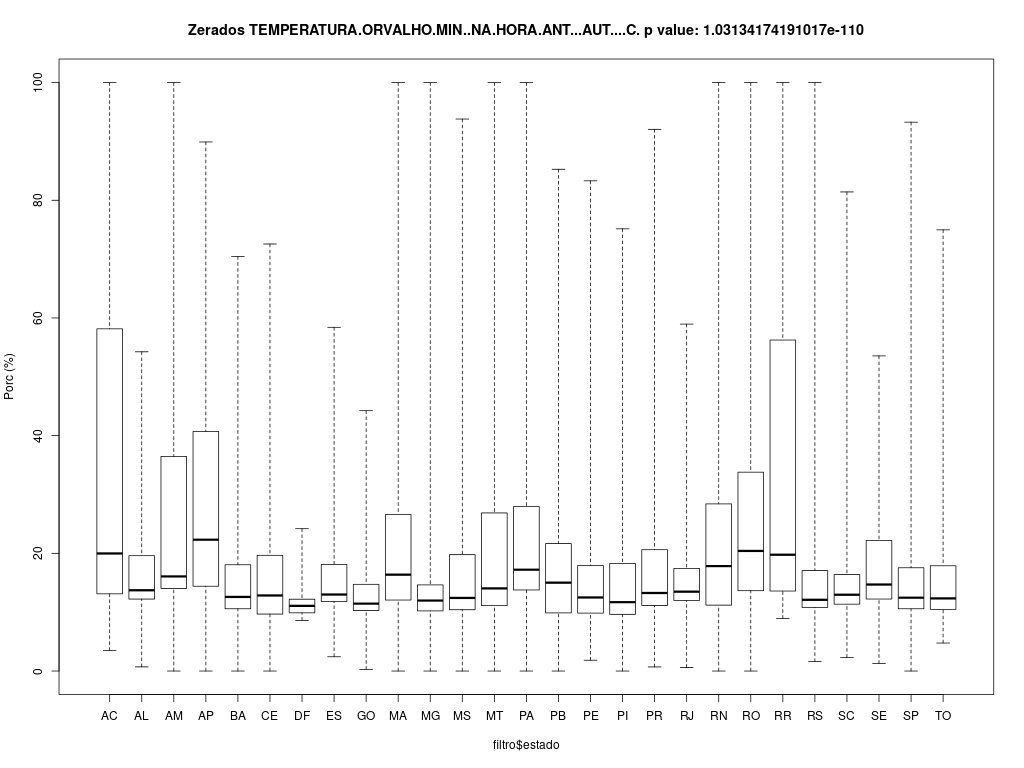 Zerados TEMPERATURA.ORVALHO.MIN..NA.HORA.ANT...AUT....C. p value: 1.03134174191017e-110
100
80
60
40
20
0
Porc (%)
AC AL AM AP BA CE DF ES GO MA MG MS MT PA PB PE PI PR RJ RN RO RR RS SC SE SP TO
filtro$estado